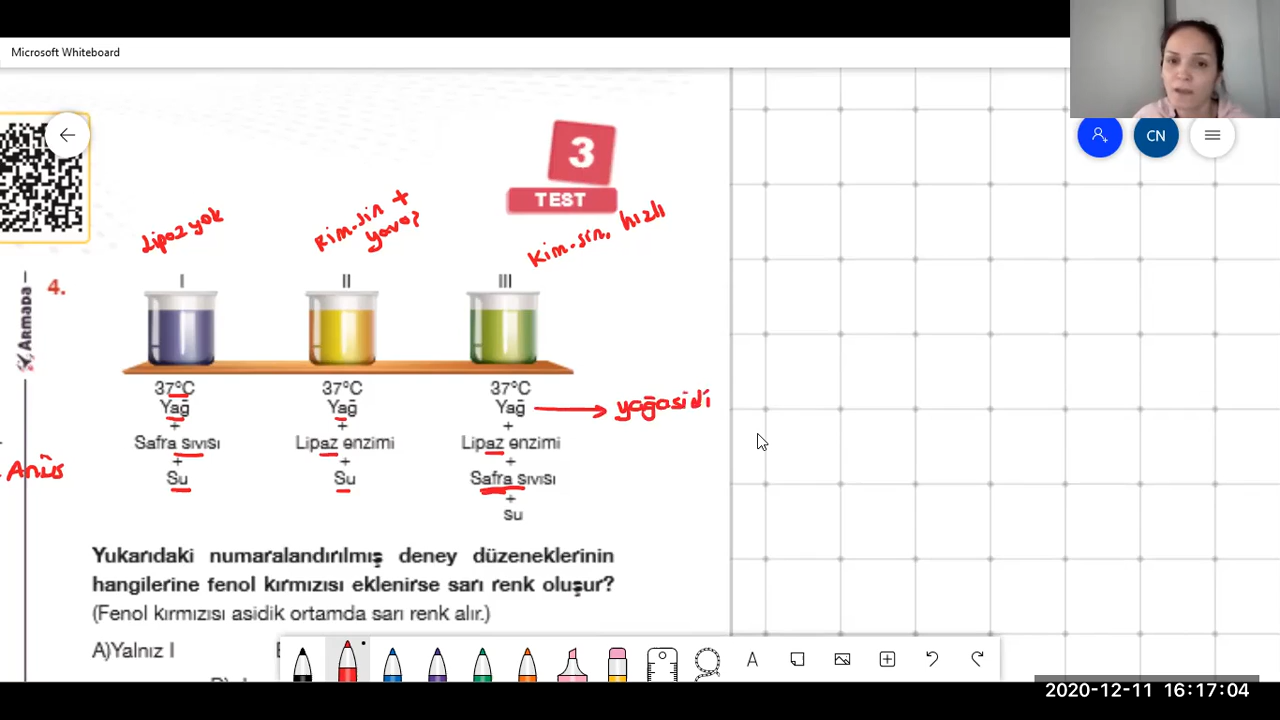 Microsoft Whiteboard
3
TEST
CN
Lipaz yok
Kim.sin +
yavaş
Kim.sin. hızlı
ARMADA
4.
I
II
III
37°C
Yağ
+
Safra sıvısı
+
Su
37°C
Yağ
+
Lipaz enzimi
+
Su
37°C
Yağ
+
Lipaz enzimi
+
Safra sıvısı
+
Su
yağasidi
Anüs
Yukarıdaki numaralandırılmış deney düzeneklerinin
hangilerine fenol kırmızısı eklenirse sarı renk oluşur?
(Fenol kırmızısı asidik ortamda sarı renk alır.)
A)Yalnız I
A
2020-12-11 16:17:04